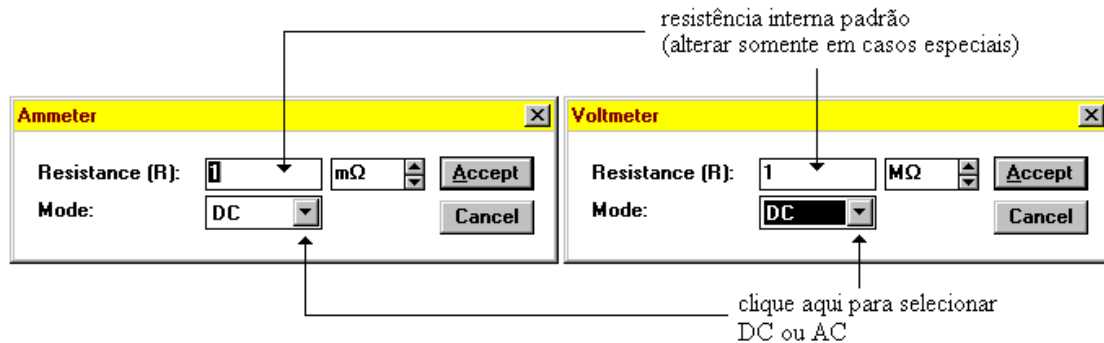 resistência interna padrão
(alterar somente em casos especiais)
Ammeter
Resistance (R): 1 mΩ Accept
Mode: DC Cancel
Voltmeter
Resistance (R): 1 MΩ Accept
Mode: DC Cancel
clique aqui para selecionar
DC ou AC